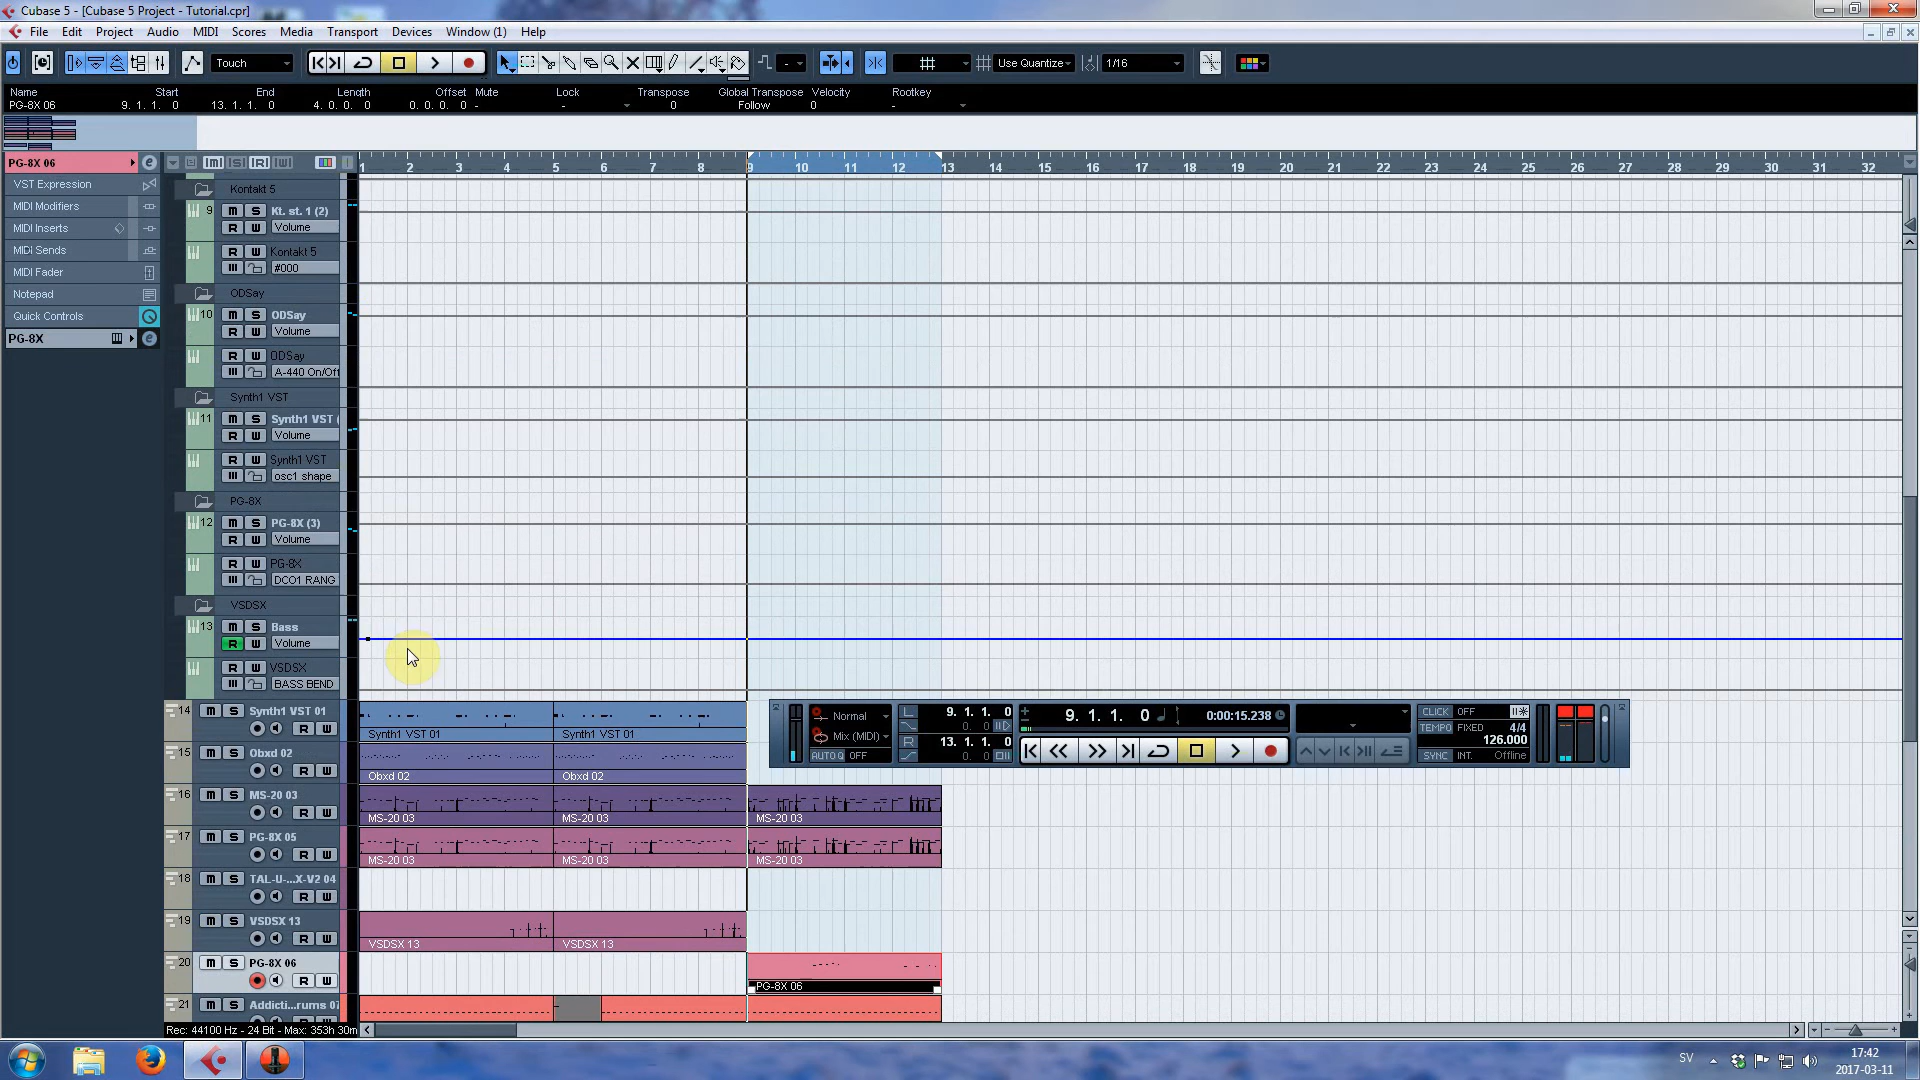 Cubase 5 - [Cubase 5 Project - Tutorial.cpr]
File Edit Project Audio MIDI Scores Media Transport Devices Window (1) Help
Touch - Use Quantize 1/16
Name Start End Length Offset Mute Lock Transpose Global Transpose Velocity Rootkey
PG-8X 06 9. 1. 1. 0 13. 1. 1. 0 4. 0. 0. 0 0. 0. 0. 0 - - 0 Follow 0 -
PG-8X 06
VST Expression
MIDI Modifiers
MIDI Inserts
MIDI Sends
MIDI Fader
Notepad
Quick Controls
PG-8X
1 2 3 4 5 6 7 8 9 10 11 12 13 14 15 16 17 18 19 20 21 22 23 24 25 26 27 28 29 30 31 32
Kontakt 5
9 m S Kt. st. 1 (2)
R W Volume
R W Kontakt 5
#000
ODSay
10 m S ODSay
R W Volume
R W ODSay
A-440 On/Off
Synth1 VST
11 m S Synth1 VST (
R W Volume
R W Synth1 VST
osc1 shape
PG-8X
12 m S PG-8X (3)
R W Volume
R W PG-8X
DCO1 RANG
VSDSX
13 m S Bass
R W Volume
R W VSDSX
BASS BEND
14 m S Synth1 VST 01
R W
Synth1 VST 01 Synth1 VST 01
15 m S Obxd 02
R W
Obxd 02 Obxd 02
16 m S MS-20 03
R W
MS-20 03 MS-20 03 MS-20 03
17 m S PG-8X 05
R W
MS-20 03 MS-20 03 MS-20 03
18 m S TAL-U-...X-V2 04
R W
19 m S VSDSX 13
R W
VSDSX 13 VSDSX 13
20 m S PG-8X 06
R W
PG-8X 06
21 m S Addicti...rums 07
Normal
Mix (MIDI)
AUTO Q OFF
L 9. 1. 1. 0
0. 0
R 13. 1. 1. 0
0. 0
9. 1. 1. 0 0:00:15.238
CLICK OFF
TEMPO FIXED 4/4
126.000
SYNC INT. Offline
Rec: 44100 Hz - 24 Bit - Max: 353h 30m
SV
17:42
2017-03-11